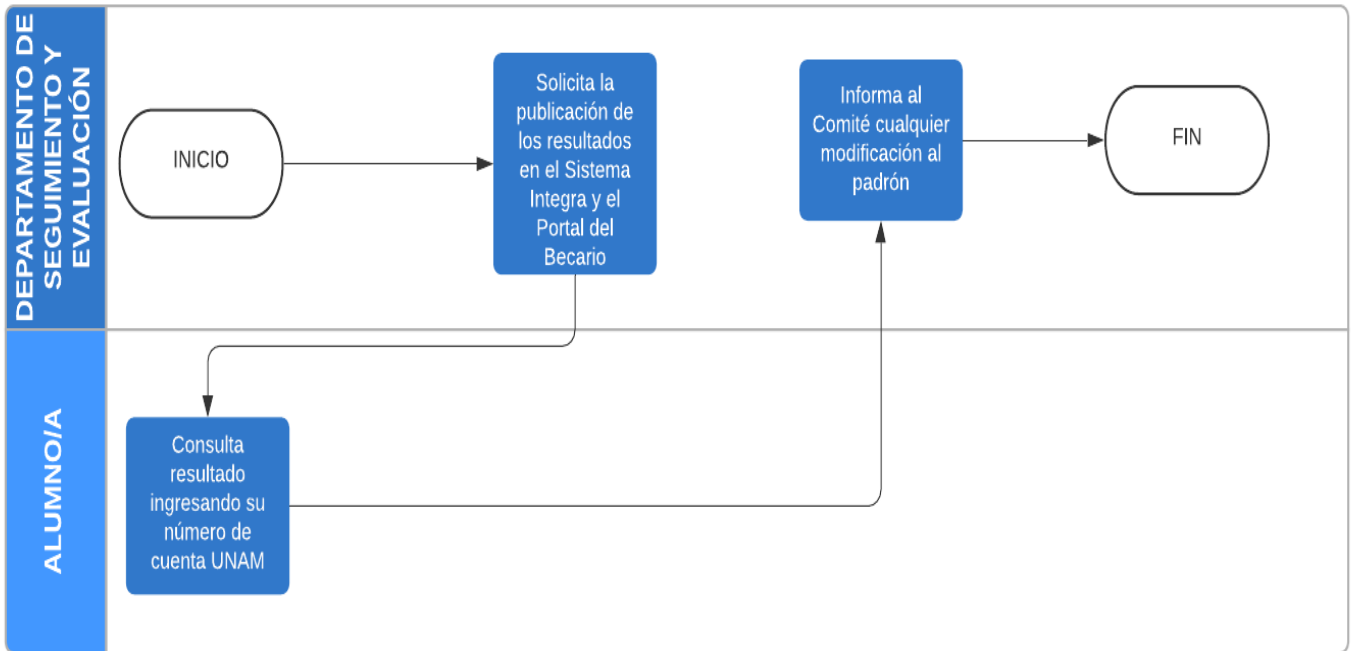 DEPARTAMENTO DE
SEGUIMIENTO Y
EVALUACIÓN
INICIO
Solicita la
publicación de
los resultados
en el Sistema
Integra y el
Portal del
Becario
Informa al
Comité cualquier
modificación al
padrón
FIN
ALUMNO/A
Consulta
resultado
ingresando su
número de
cuenta UNAM